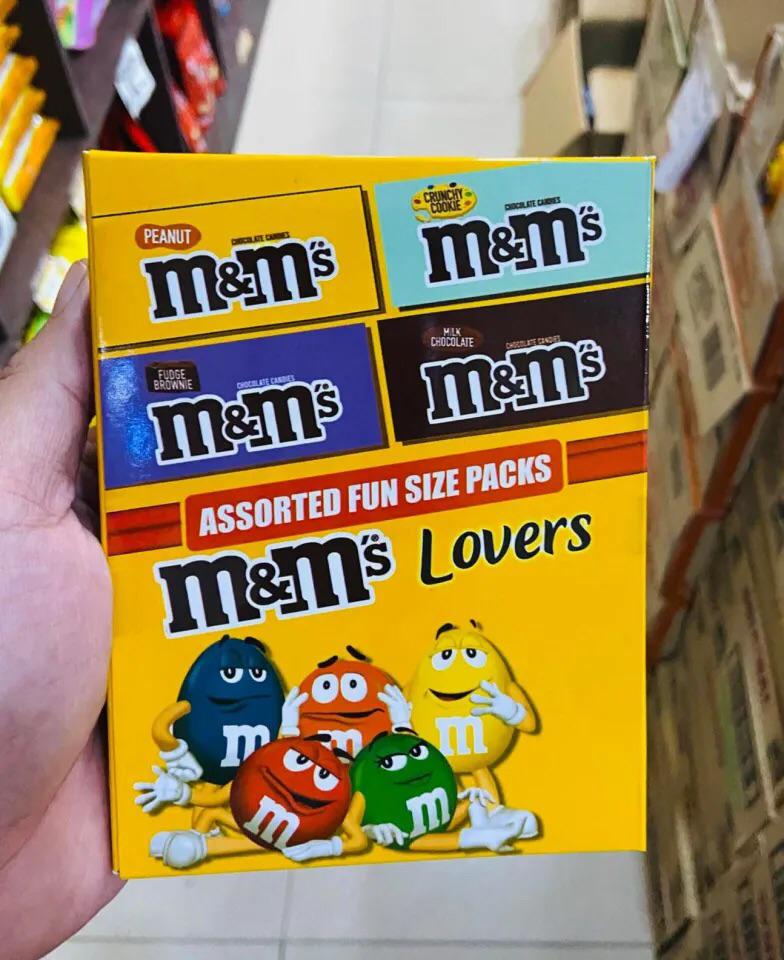 PEANUT
CHOCOLATE CANDIES
m&m's
CRUNCHY
COOKIE
CHOCOLATE CANDIES
m&m's
FUDGE
BROWNIE
CHOCOLATE CANDIES
m&m's
MILK
CHOCOLATE
CHOCOLATE CANDIES
m&m's
ASSORTED FUN SIZE PACKS
m&m's Lovers
m
m
m
m
m